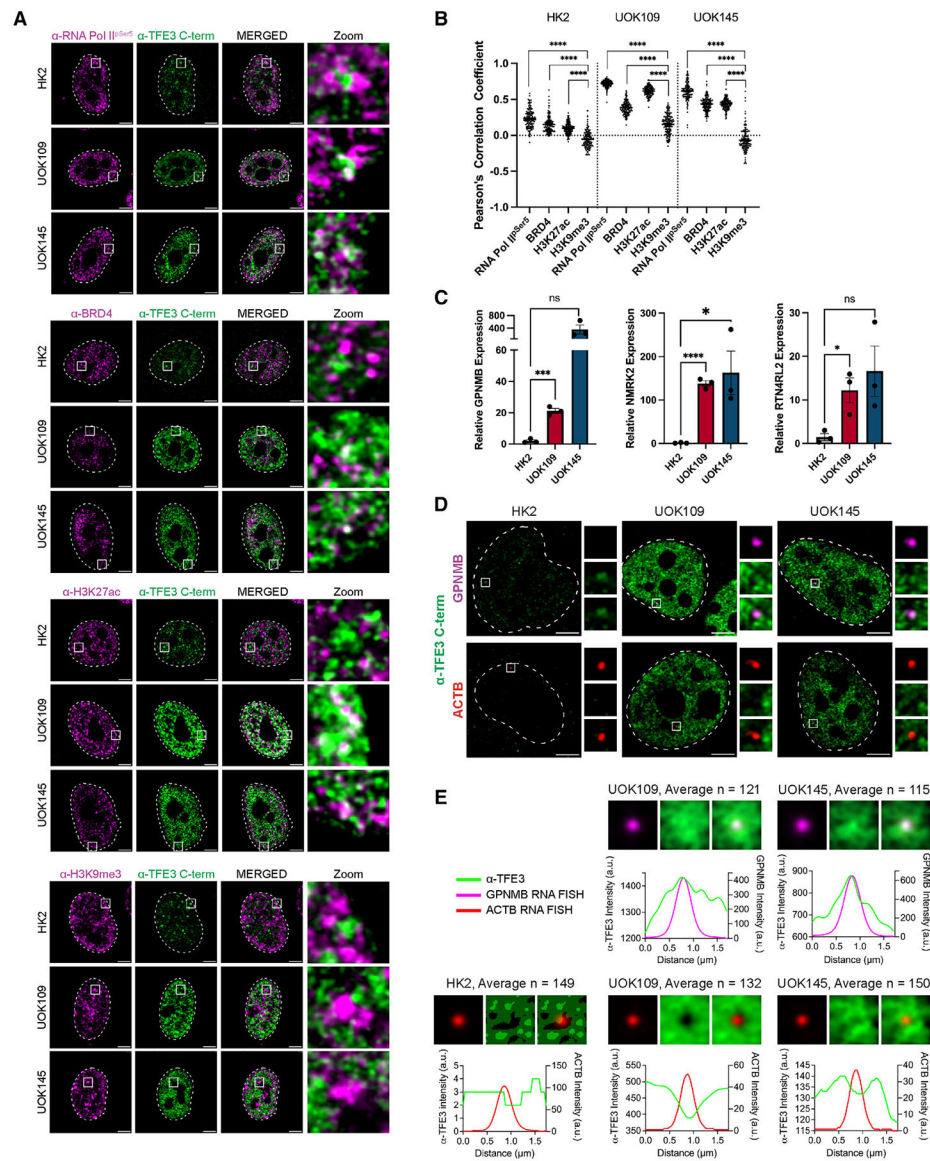 A
α-RNA Pol IIpSer5 α-TFE3 C-term MERGED Zoom
HK2
UOK109
UOK145
α-BRD4 α-TFE3 C-term MERGED Zoom
HK2
UOK109
UOK145
α-H3K27ac α-TFE3 C-term MERGED Zoom
HK2
UOK109
UOK145
α-H3K9me3 α-TFE3 C-term MERGED Zoom
HK2
UOK109
UOK145
B
HK2 UOK109 UOK145
Pearson's Correlation Coefficient
**** **** ****
**** **** ****
**** **** ****
1.0
0.5
0.0
-0.5
-1.0
RNA Pol IIpSer5 BRD4 H3K27ac H3K9me3 RNA Pol IIpSer5 BRD4 H3K27ac H3K9me3 RNA Pol IIpSer5 BRD4 H3K27ac H3K9me3
C
Relative GPNMB Expression
ns
***
800
600
400
200
60
40
20
0
HK2 UOK109 UOK145
Relative NMRK2 Expression
*
****
300
200
150
100
50
0
HK2 UOK109 UOK145
Relative RTN4RL2 Expression
ns
*
30
20
10
0
HK2 UOK109 UOK145
D
HK2 UOK109 UOK145
α-TFE3 C-term
GPNMB
ACTB
E
UOK109, Average n = 121 UOK145, Average n = 115
α-TFE3
GPNMB RNA FISH
ACTB RNA FISH
α-TFE3 Intensity (a.u.)
1400
1300
1200
GPNMB Intensity (a.u.)
400
300
200
100
0
0.0 0.5 1.0 1.5
Distance (μm)
α-TFE3 Intensity (a.u.)
900
800
700
600
GPNMB Intensity (a.u.)
600
400
200
0
0.0 0.5 1.0 1.5
Distance (μm)
HK2, Average n = 149 UOK109, Average n = 132 UOK145, Average n = 150
α-TFE3 intensity (a.u.)
5
4
3
2
1
0
ACTB Intensity (a.u.)
150
100
50
0
0.0 0.5 1.0 1.5
Distance (μm)
α-TFE3 Intensity (a.u.)
500
450
400
350
ACTB Intensity (a.u.)
60
40
20
0
0.0 0.5 1.0 1.5
Distance (μm)
α-TFE3 Intensity (a.u.)
145
140
135
130
125
120
115
ACTB Intensity (a.u.)
40
30
20
10
0
0.0 0.5 1.0 1.5
Distance (μm)